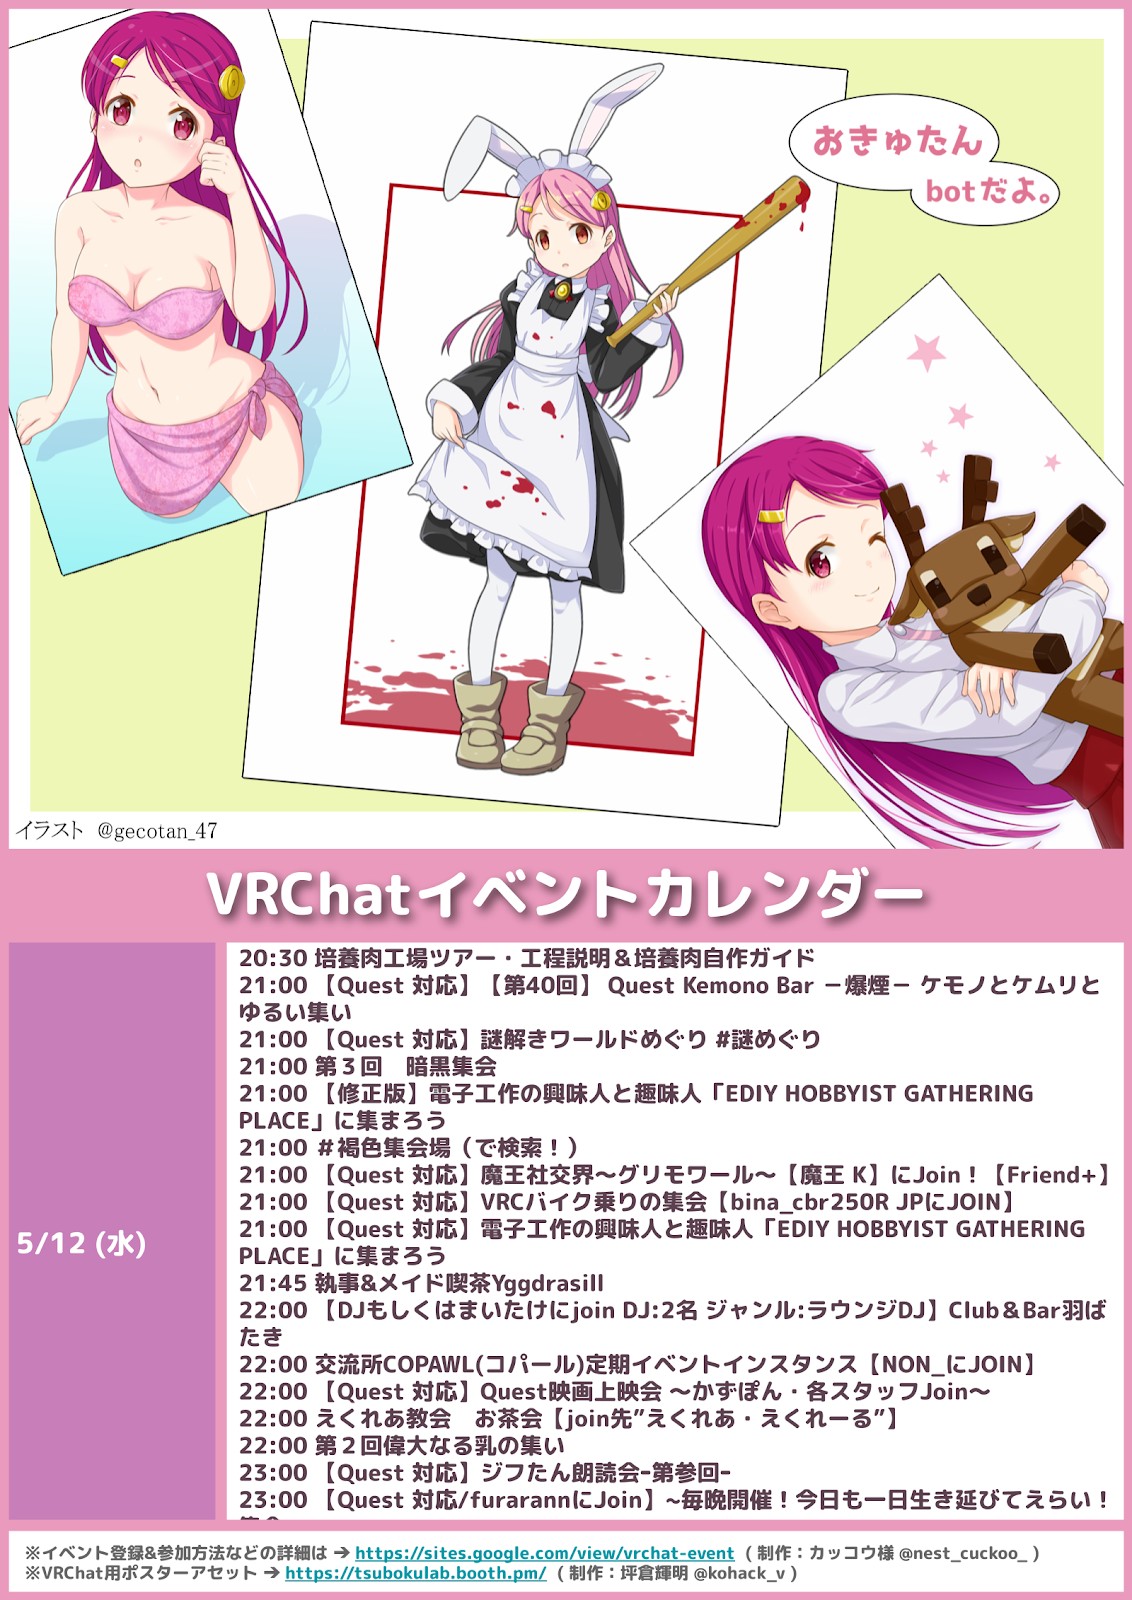 おきゅたん
botだよ。
イラスト @gecotan_47
VRChatイベントカレンダー
5/12 (水)
20:30 培養肉工場ツアー・工程説明＆培養肉自作ガイド
21:00 【Quest 対応】【第40回】 Quest Kemono Bar －爆煙－ ケモノとケムリと
ゆるい集い
21:00 【Quest 対応】謎解きワールドめぐり #謎めぐり
21:00 第３回　暗黒集会
21:00 【修正版】電子工作の興味人と趣味人「EDIY HOBBYIST GATHERING
PLACE」に集まろう
21:00 ＃褐色集会場（で検索！）
21:00 【Quest 対応】魔王社交界～グリモワール～【魔王 K】にJoin！【Friend+】
21:00 【Quest 対応】VRCバイク乗りの集会【bina_cbr250R JPにJOIN】
21:00 【Quest 対応】電子工作の興味人と趣味人「EDIY HOBBYIST GATHERING
PLACE」に集まろう
21:45 執事&メイド喫茶Yggdrasill
22:00 【DJもしくはまいたけにjoin DJ:2名 ジャンル:ラウンジDJ】Club＆Bar羽ば
たき
22:00 交流所COPAWL(コパール)定期イベントインスタンス【NON_にJOIN】
22:00 【Quest 対応】Quest映画上映会 ～かずぽん・各スタッフJoin～
22:00 えくれあ教会　お茶会【join先”えくれあ・えくれーる”】
22:00 第２回偉大なる乳の集い
23:00 【Quest 対応】ジフたん朗読会-第参回-
23:00 【Quest 対応/furarannにJoin】~毎晩開催！今日も一日生き延びてえらい！
※イベント登録&参加方法などの詳細は ➔ https://sites.google.com/view/vrchat-event ( 制作：カッコウ様 @nest_cuckoo_ )
※VRChat用ポスターアセット ➔ https://tsubokulab.booth.pm/ ( 制作：坪倉輝明 @kohack_v )